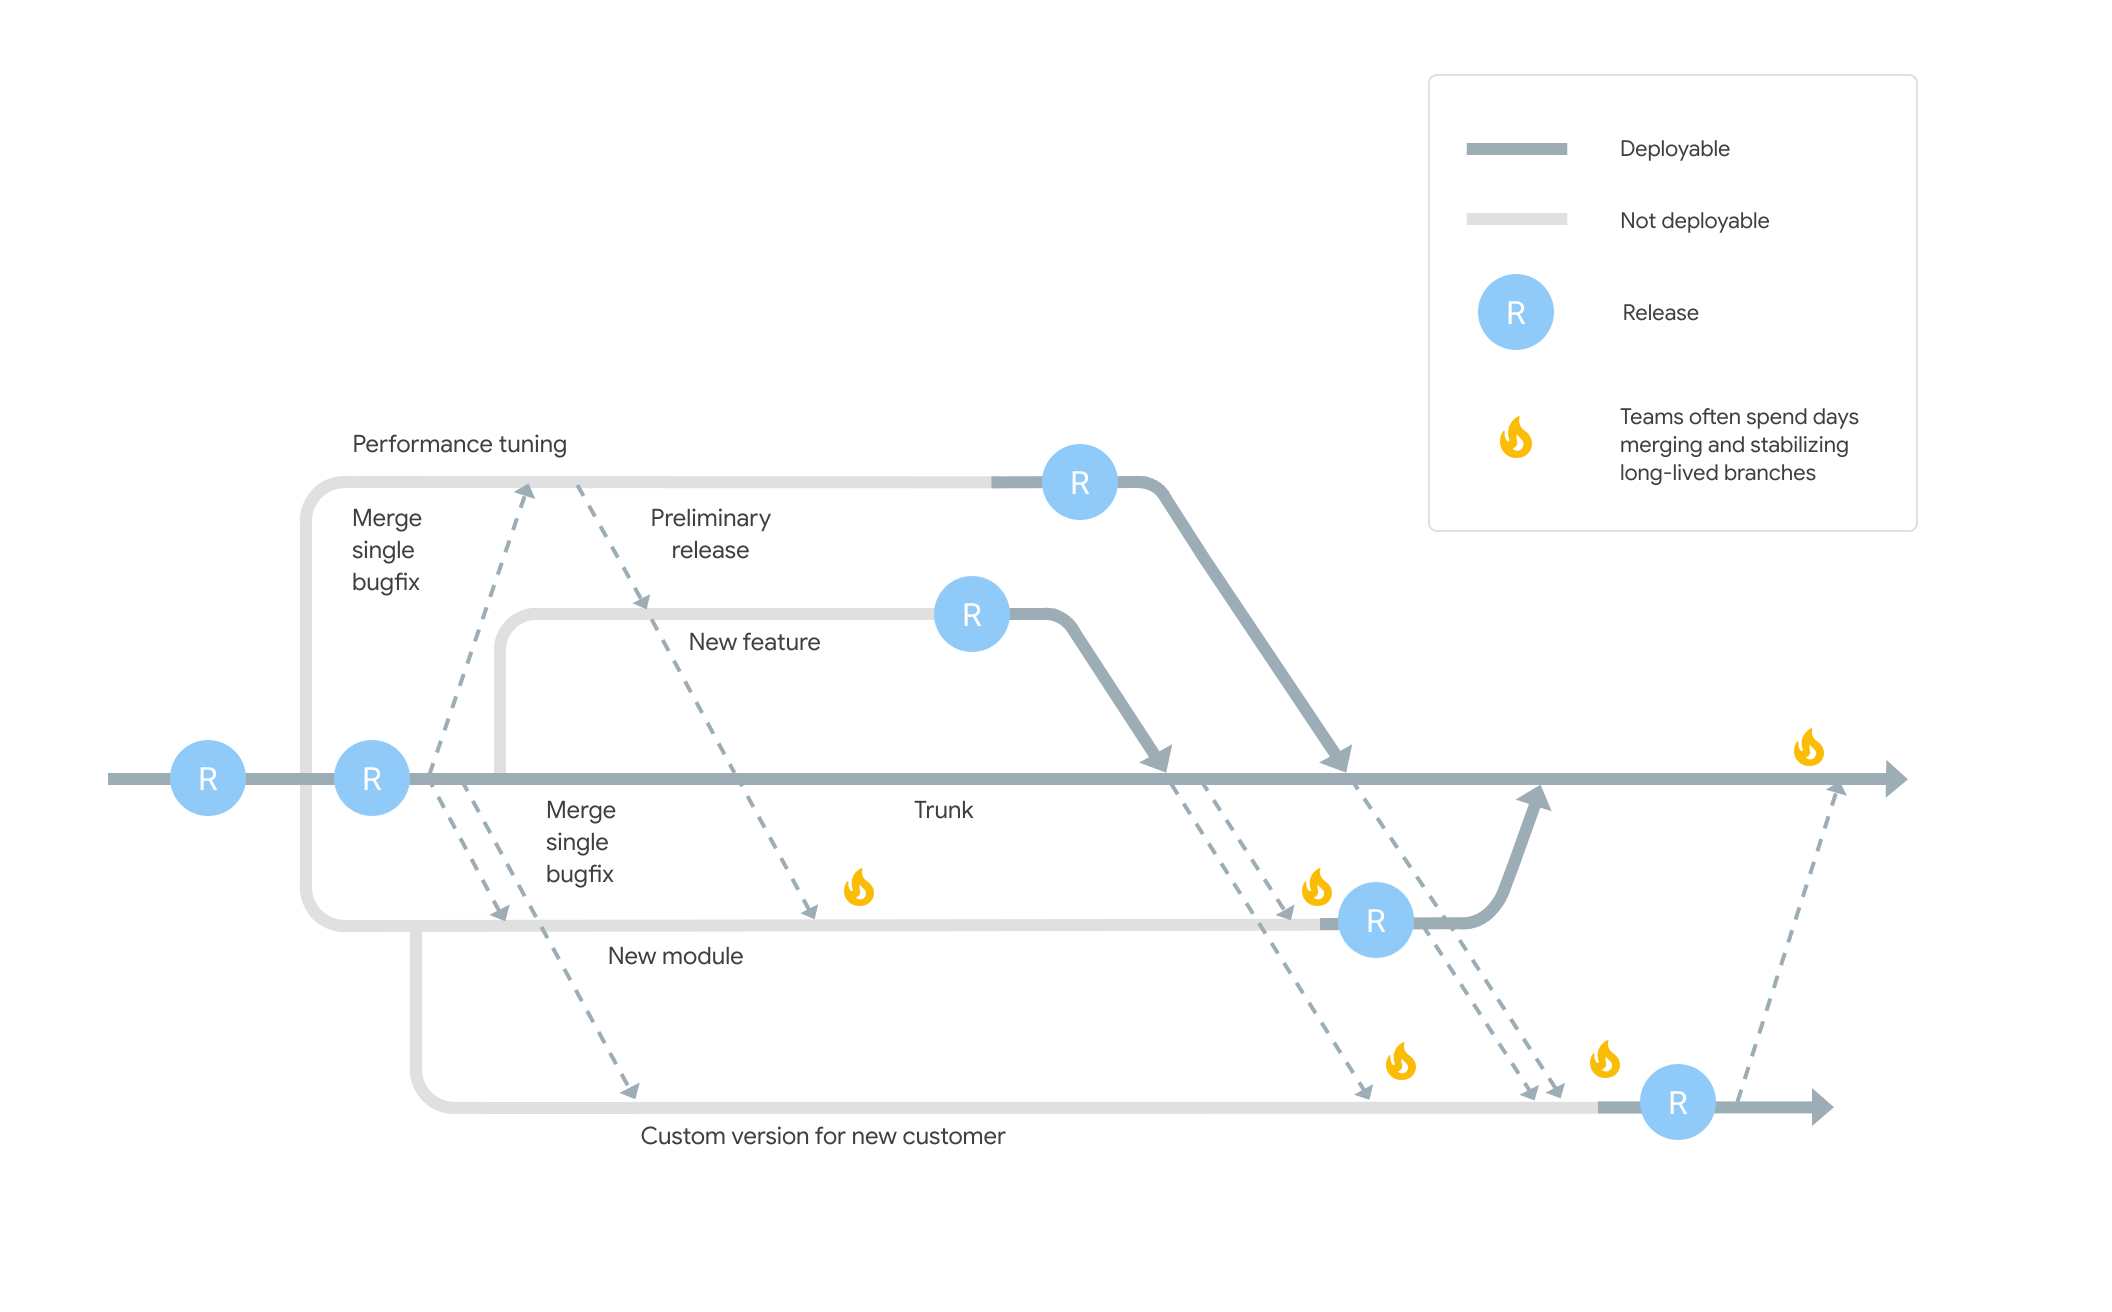 Deployable
Not deployable
R
Release
Teams often spend days
merging and stabilizing
long-lived branches
Performance tuning
R
Merge
single
bugfix
Preliminary
release
R
New feature
R
R
Merge
single
bugfix
Trunk
R
New module
R
Custom version for new customer